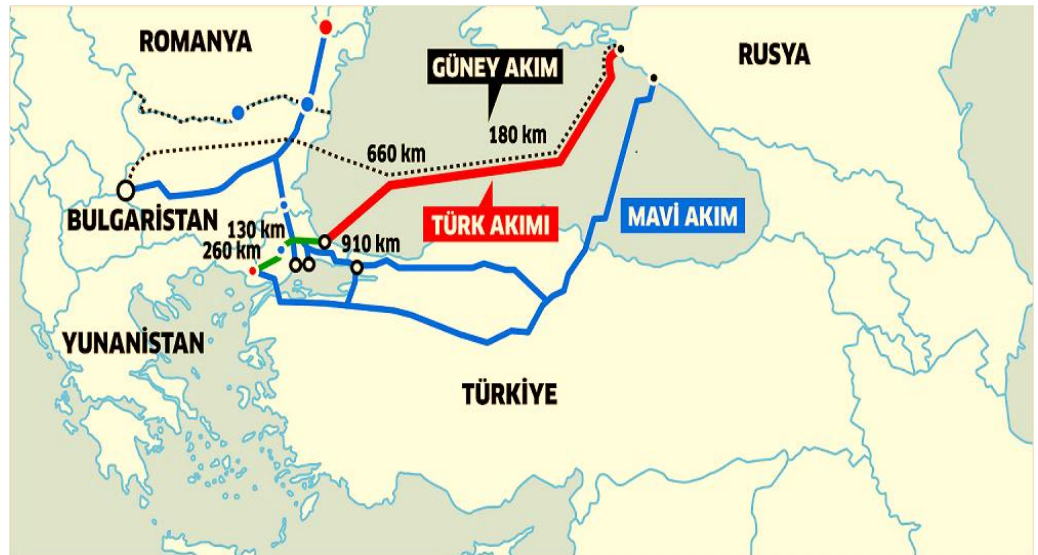 ROMANYA
GÜNEY AKIM
RUSYA
180 km
660 km
BULGARİSTAN
TÜRK AKIMI
MAVİ AKIM
130 km
910 km
260 km
YUNANİSTAN
TÜRKİYE